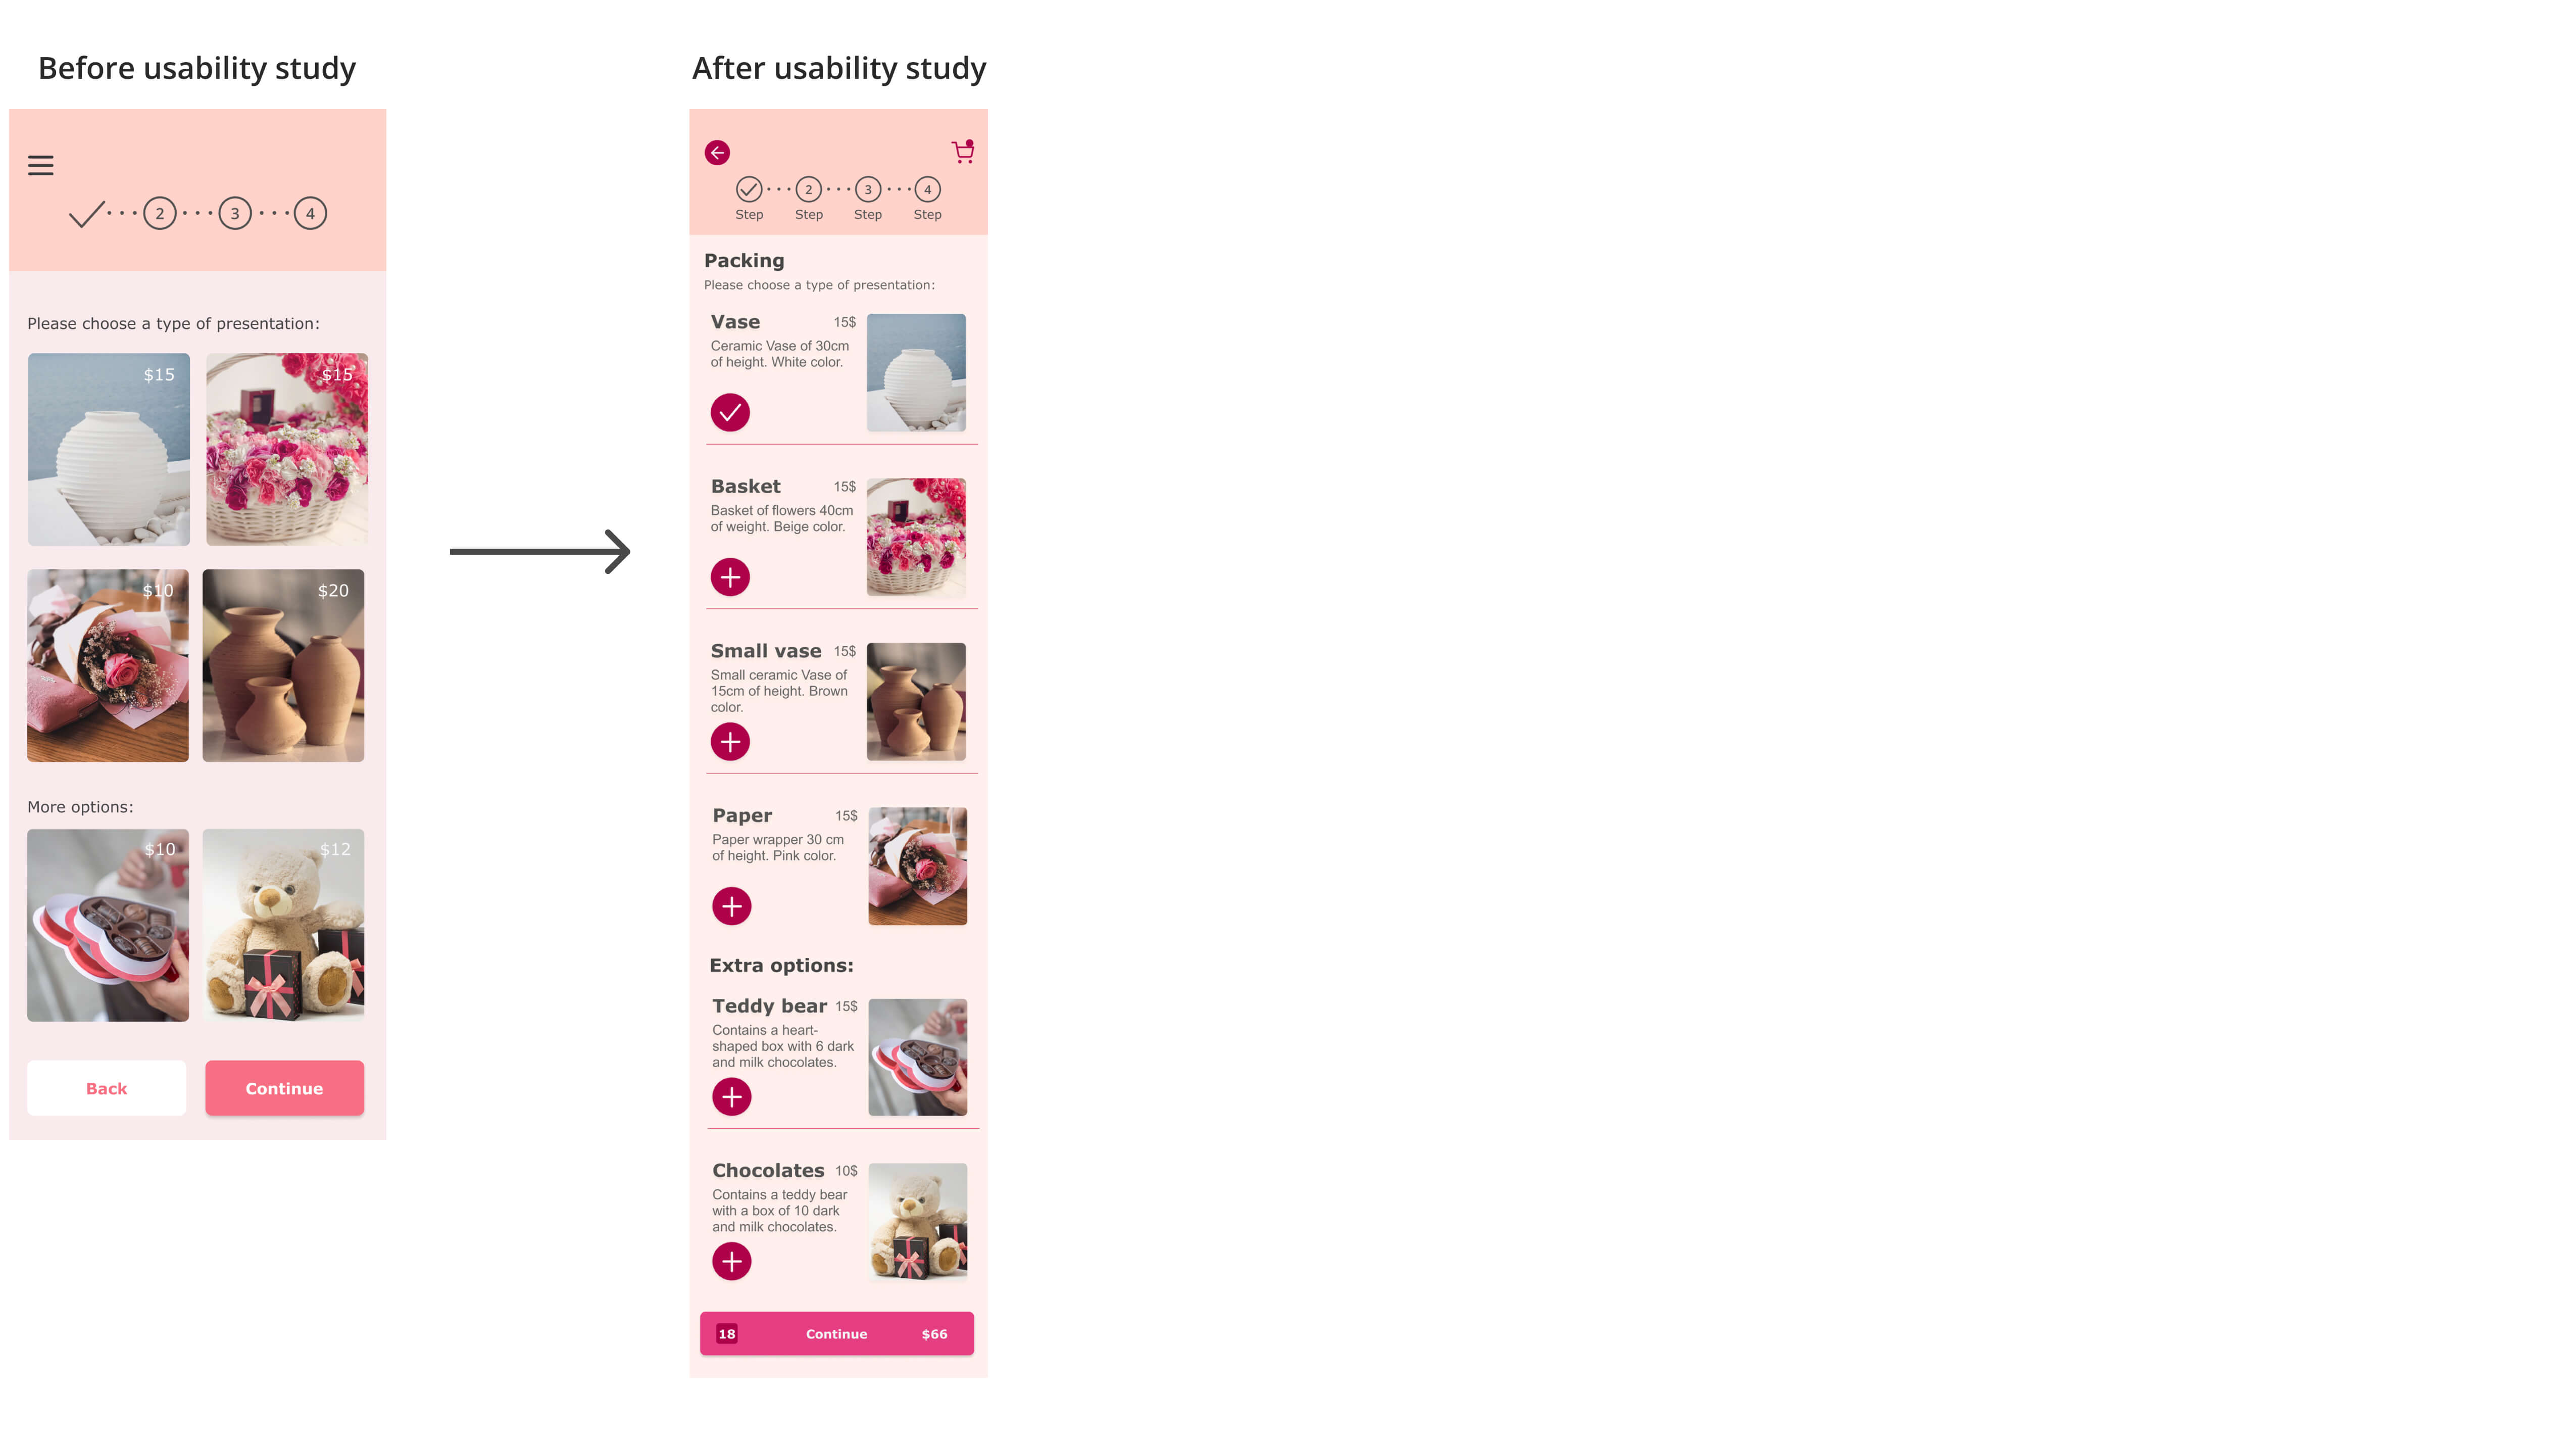 Before usability study
2
3
4
Please choose a type of presentation:
$15
$15
$10
$20
More options:
$10
$12
Back
Continue
After usability study
2
3
4
Step
Step
Step
Step
Packing
Please choose a type of presentation:
Vase 15$
Ceramic Vase of 30cm
of height. White color.
Basket 15$
Basket of flowers 40cm
of weight. Beige color.
Small vase 15$
Small ceramic Vase of
15cm of height. Brown
color.
Paper 15$
Paper wrapper 30 cm
of height. Pink color.
Extra options:
Teddy bear 15$
Contains a heart-
shaped box with 6 dark
and milk chocolates.
Chocolates 10$
Contains a teddy bear
with a box of 10 dark
and milk chocolates.
18 Continue $66